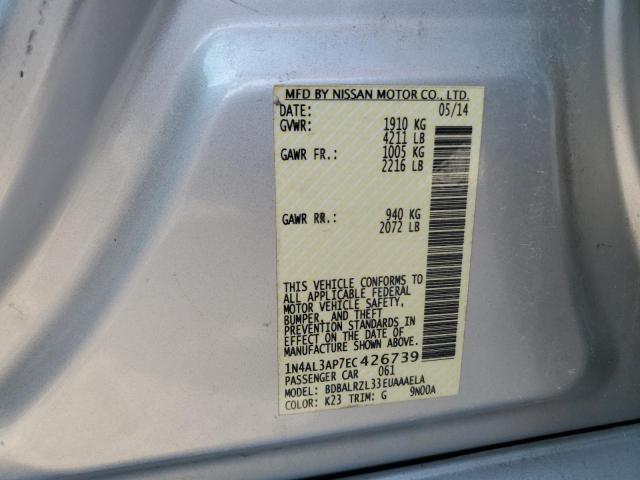 MFD BY NISSAN MOTOR CO., LTD.
DATE: 05/14
GVWR: 1910 KG
4211 LB
GAWR FR.: 1005 KG
2216 LB
GAWR RR.: 940 KG
2072 LB
THIS VEHICLE CONFORMS TO
ALL APPLICABLE FEDERAL
MOTOR VEHICLE SAFETY,
BUMPER, AND THEFT
PREVENTION STANDARDS IN
EFFECT ON THE DATE OF
MANUFACTURE SHOWN ABOVE.
1N4AL3AP7EC426739
PASSENGER CAR 061
MODEL: BDBALRZL33EUAAAELA
COLOR: K23 TRIM: G 9N00A